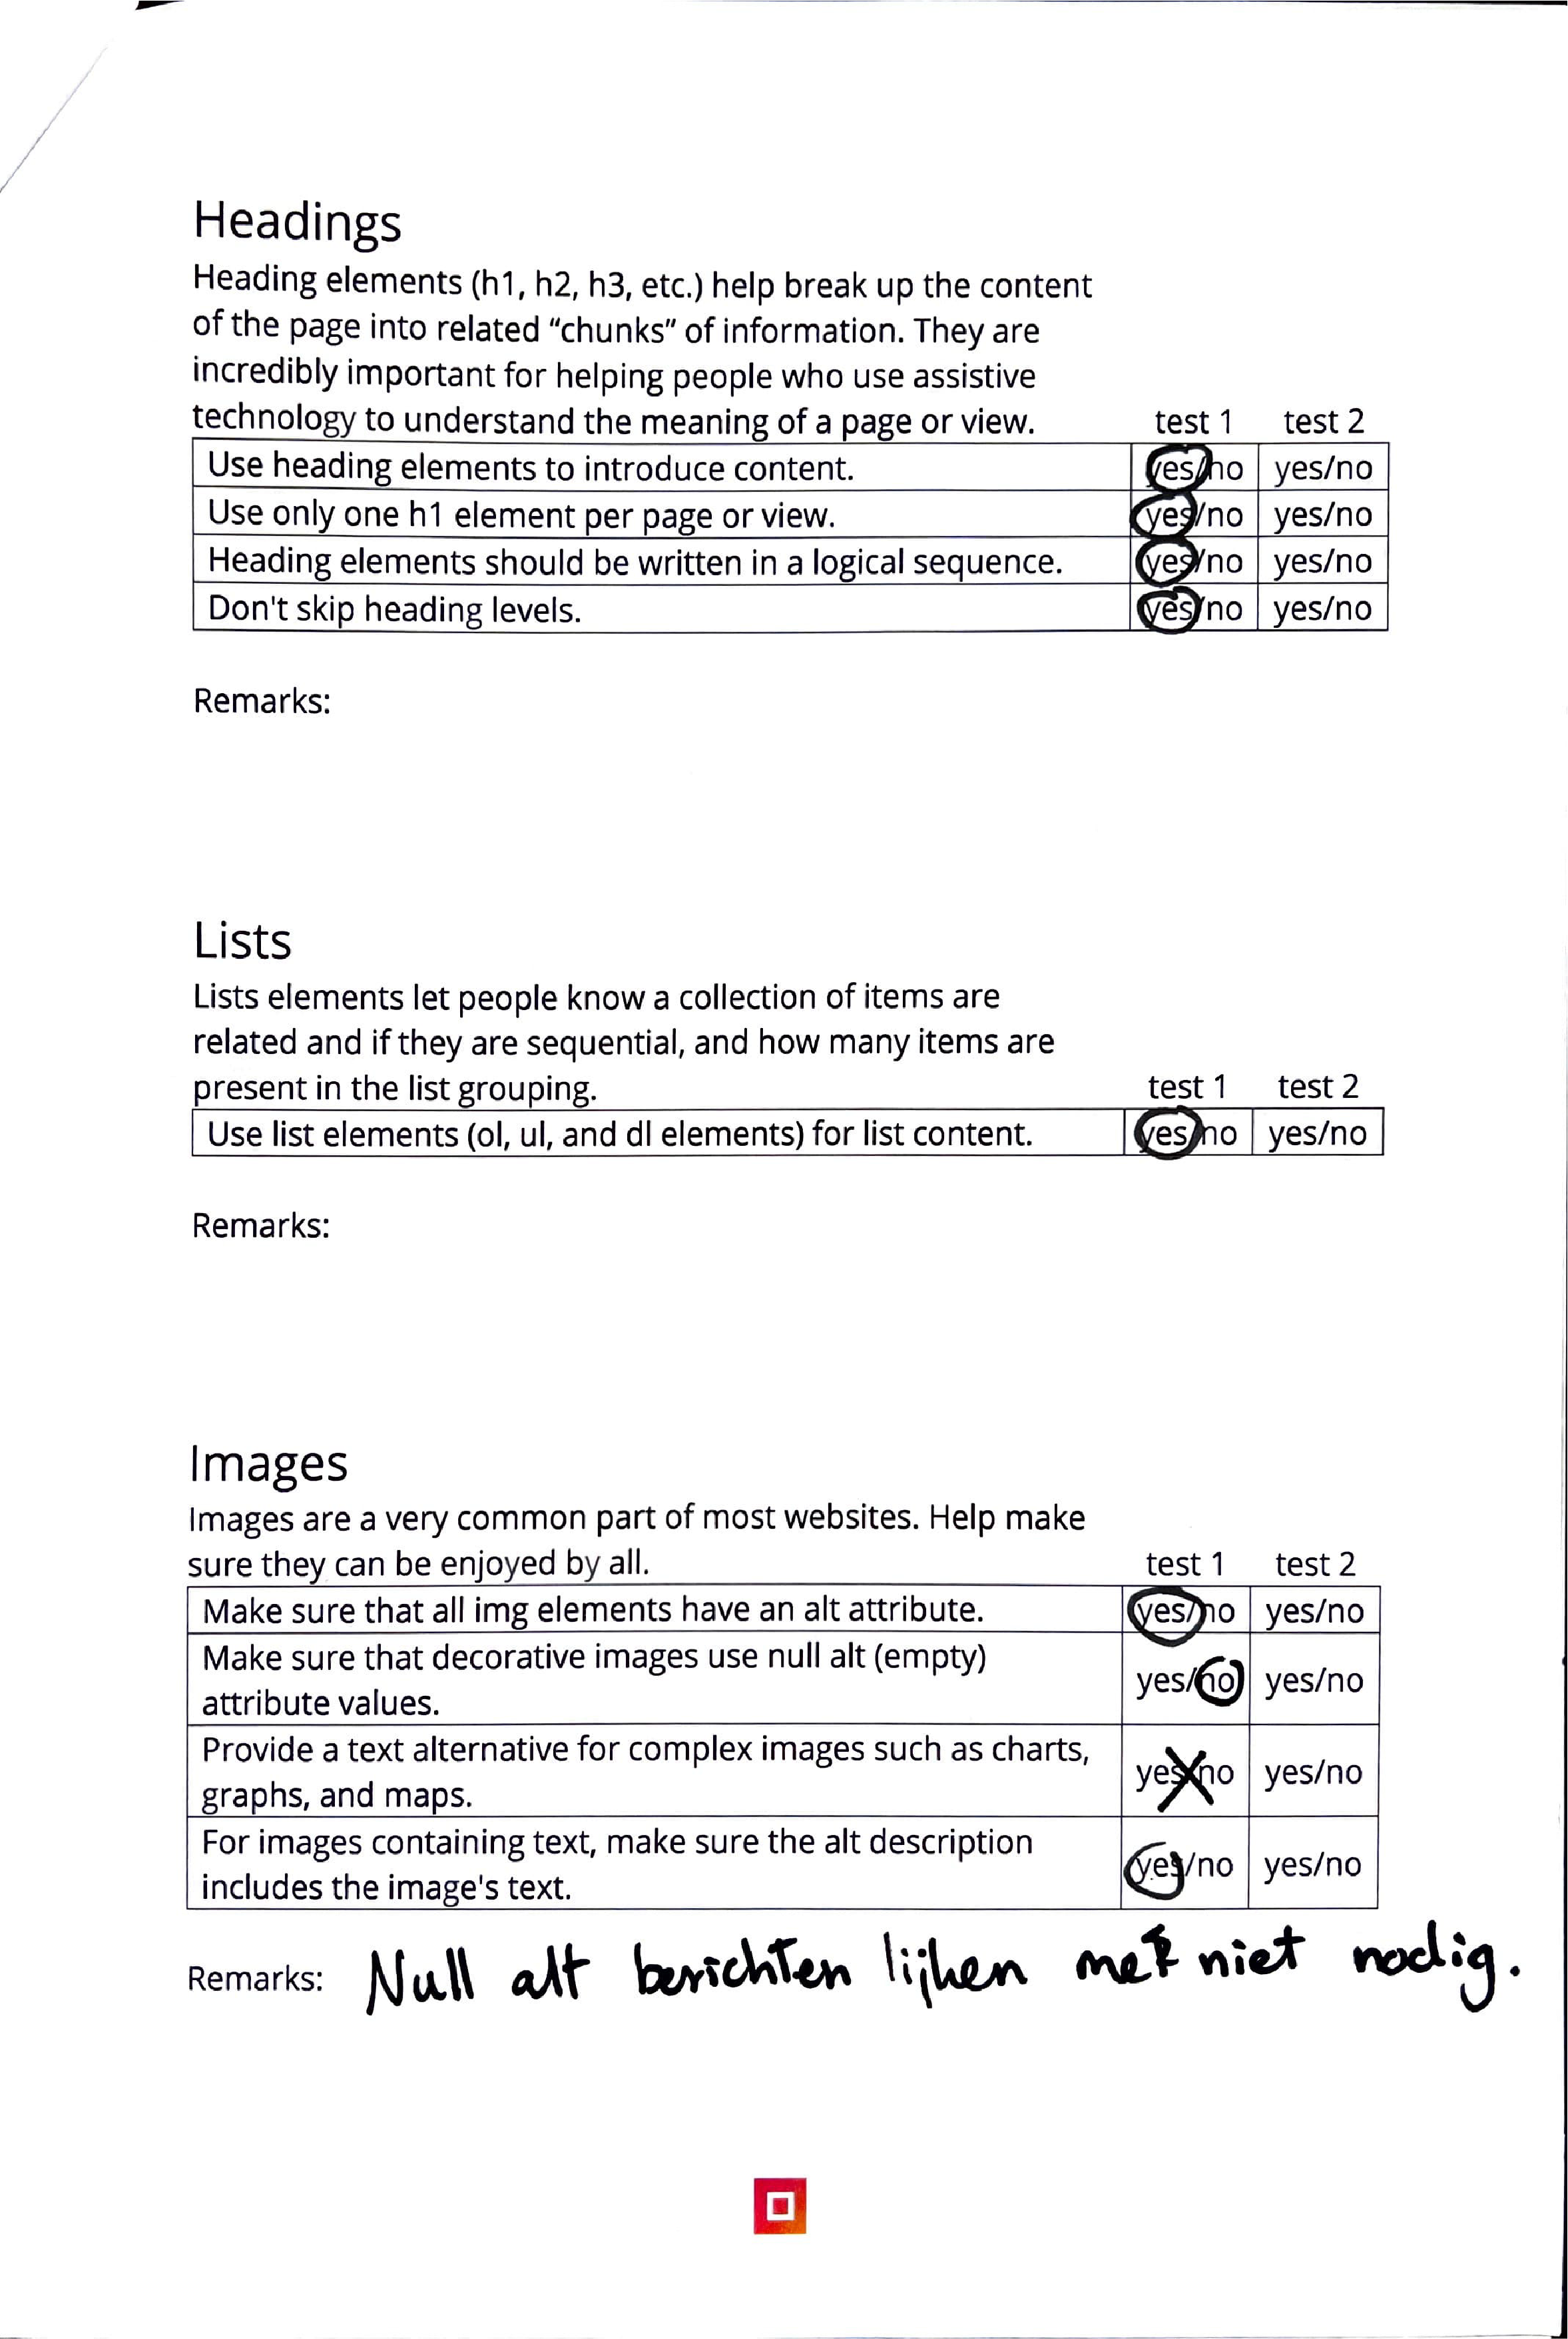 Headings
Heading elements (h1, h2, h3, etc.) help break up the content
of the page into related “chunks” of information. They are
incredibly important for helping people who use assistive
technology to understand the meaning of a page or view. test 1 test 2
Use heading elements to introduce content. yes/no yes/no
Use only one h1 element per page or view. yes/no yes/no
Heading elements should be written in a logical sequence. yes/no yes/no
Don't skip heading levels. yes/no yes/no
Remarks:
Lists
Lists elements let people know a collection of items are
related and if they are sequential, and how many items are
present in the list grouping. test 1 test 2
Use list elements (ol, ul, and dl elements) for list content. yes/no yes/no
Remarks:
Images
Images are a very common part of most websites. Help make
sure they can be enjoyed by all. test 1 test 2
Make sure that all img elements have an alt attribute. yes/no yes/no
Make sure that decorative images use null alt (empty)
attribute values. yes/no yes/no
Provide a text alternative for complex images such as charts,
graphs, and maps. yes/no yes/no
For images containing text, make sure the alt description
includes the image's text. yes/no yes/no
Remarks: Null alt berichten lijken niet nodig.